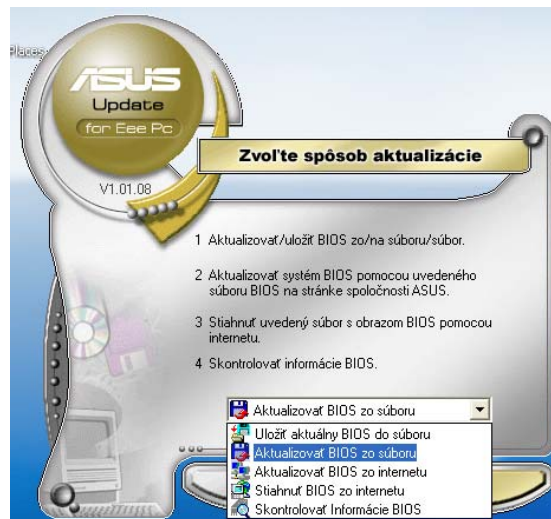 Places
ASUS
Update
for Eee Pc
V1.01.08
Zvoľte spôsob aktualizácie
1 Aktualizovať/uložiť BIOS zo/na súboru/súbor.
2 Aktualizovať systém BIOS pomocou uvedeného
súboru BIOS na stránke spoločnosti ASUS.
3 Stiahnuť uvedený súbor s obrazom BIOS pomocou
internetu.
4 Skontrolovať informácie BIOS.
Aktualizovať BIOS zo súboru
Uložiť aktuálny BIOS do súboru
Aktualizovať BIOS zo súboru
Aktualizovať BIOS zo internetu
Stiahnuť BIOS zo internetu
Skontrolovať Informácie BIOS